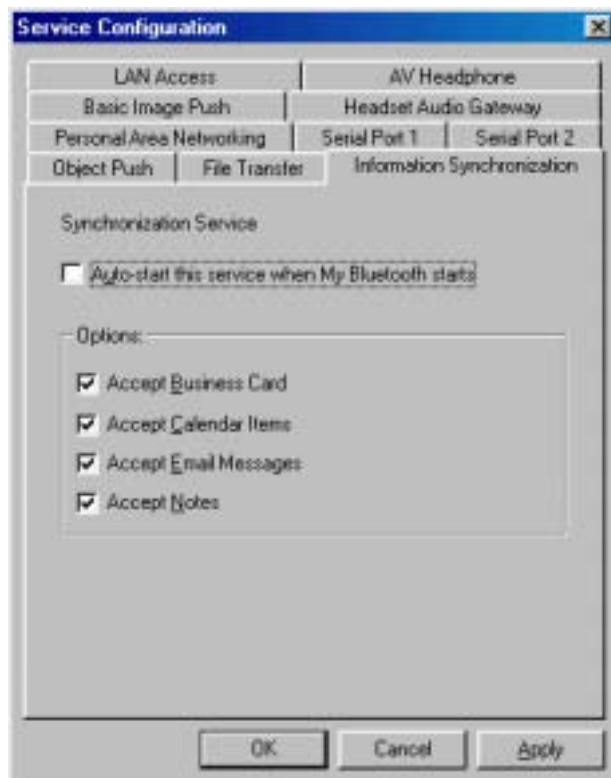 Service Configuration
LAN Access
AV Headphone
Basic Image Push
Headset Audio Gateway
Personal Area Networking
Serial Port 1
Serial Port 2
Object Push
File Transfer
Information Synchronization
Synchronization Service
Auto-start this service when My Bluetooth starts
Options:
Accept Business Card
Accept Calendar Items
Accept Email Messages
Accept Notes
OK
Cancel
Apply